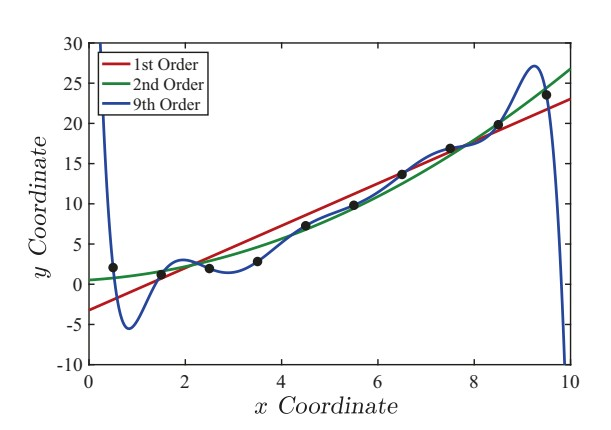 30
25
20
15
10
5
0
-5
-10
y Coordinate
1st Order
2nd Order
9th Order
0 2 4 6 8 10
x Coordinate